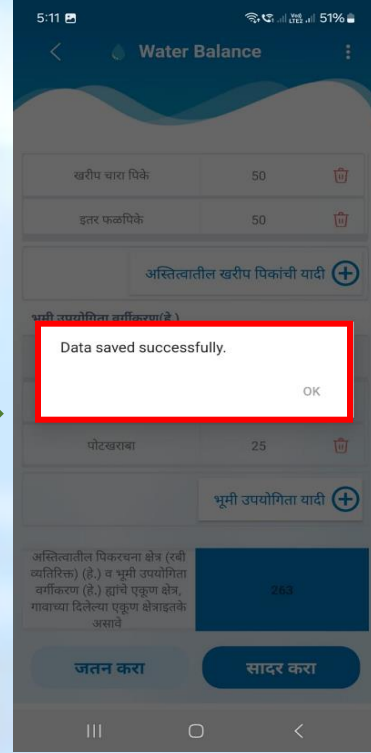 5:11 51%
Water Balance
खरीप चारा पिके 50
इतर फळपिके 50
अस्तित्वातील खरीप पिकांची यादी
भूमी उपयोगिता वर्गीकरण(हे.)
Data saved successfully.
OK
पोटखराबा 25
भूमी उपयोगिता यादी
अस्तित्वातील पिकरचना क्षेत्र (रबी
व्यतिरिक्त) (हे.) व भूमी उपयोगिता
वर्गीकरण (हे.) ह्यांचे एकूण क्षेत्र,
गावाच्या दिलेल्या एकूण क्षेत्राइतके
असावे
263
जतन करा
सादर करा